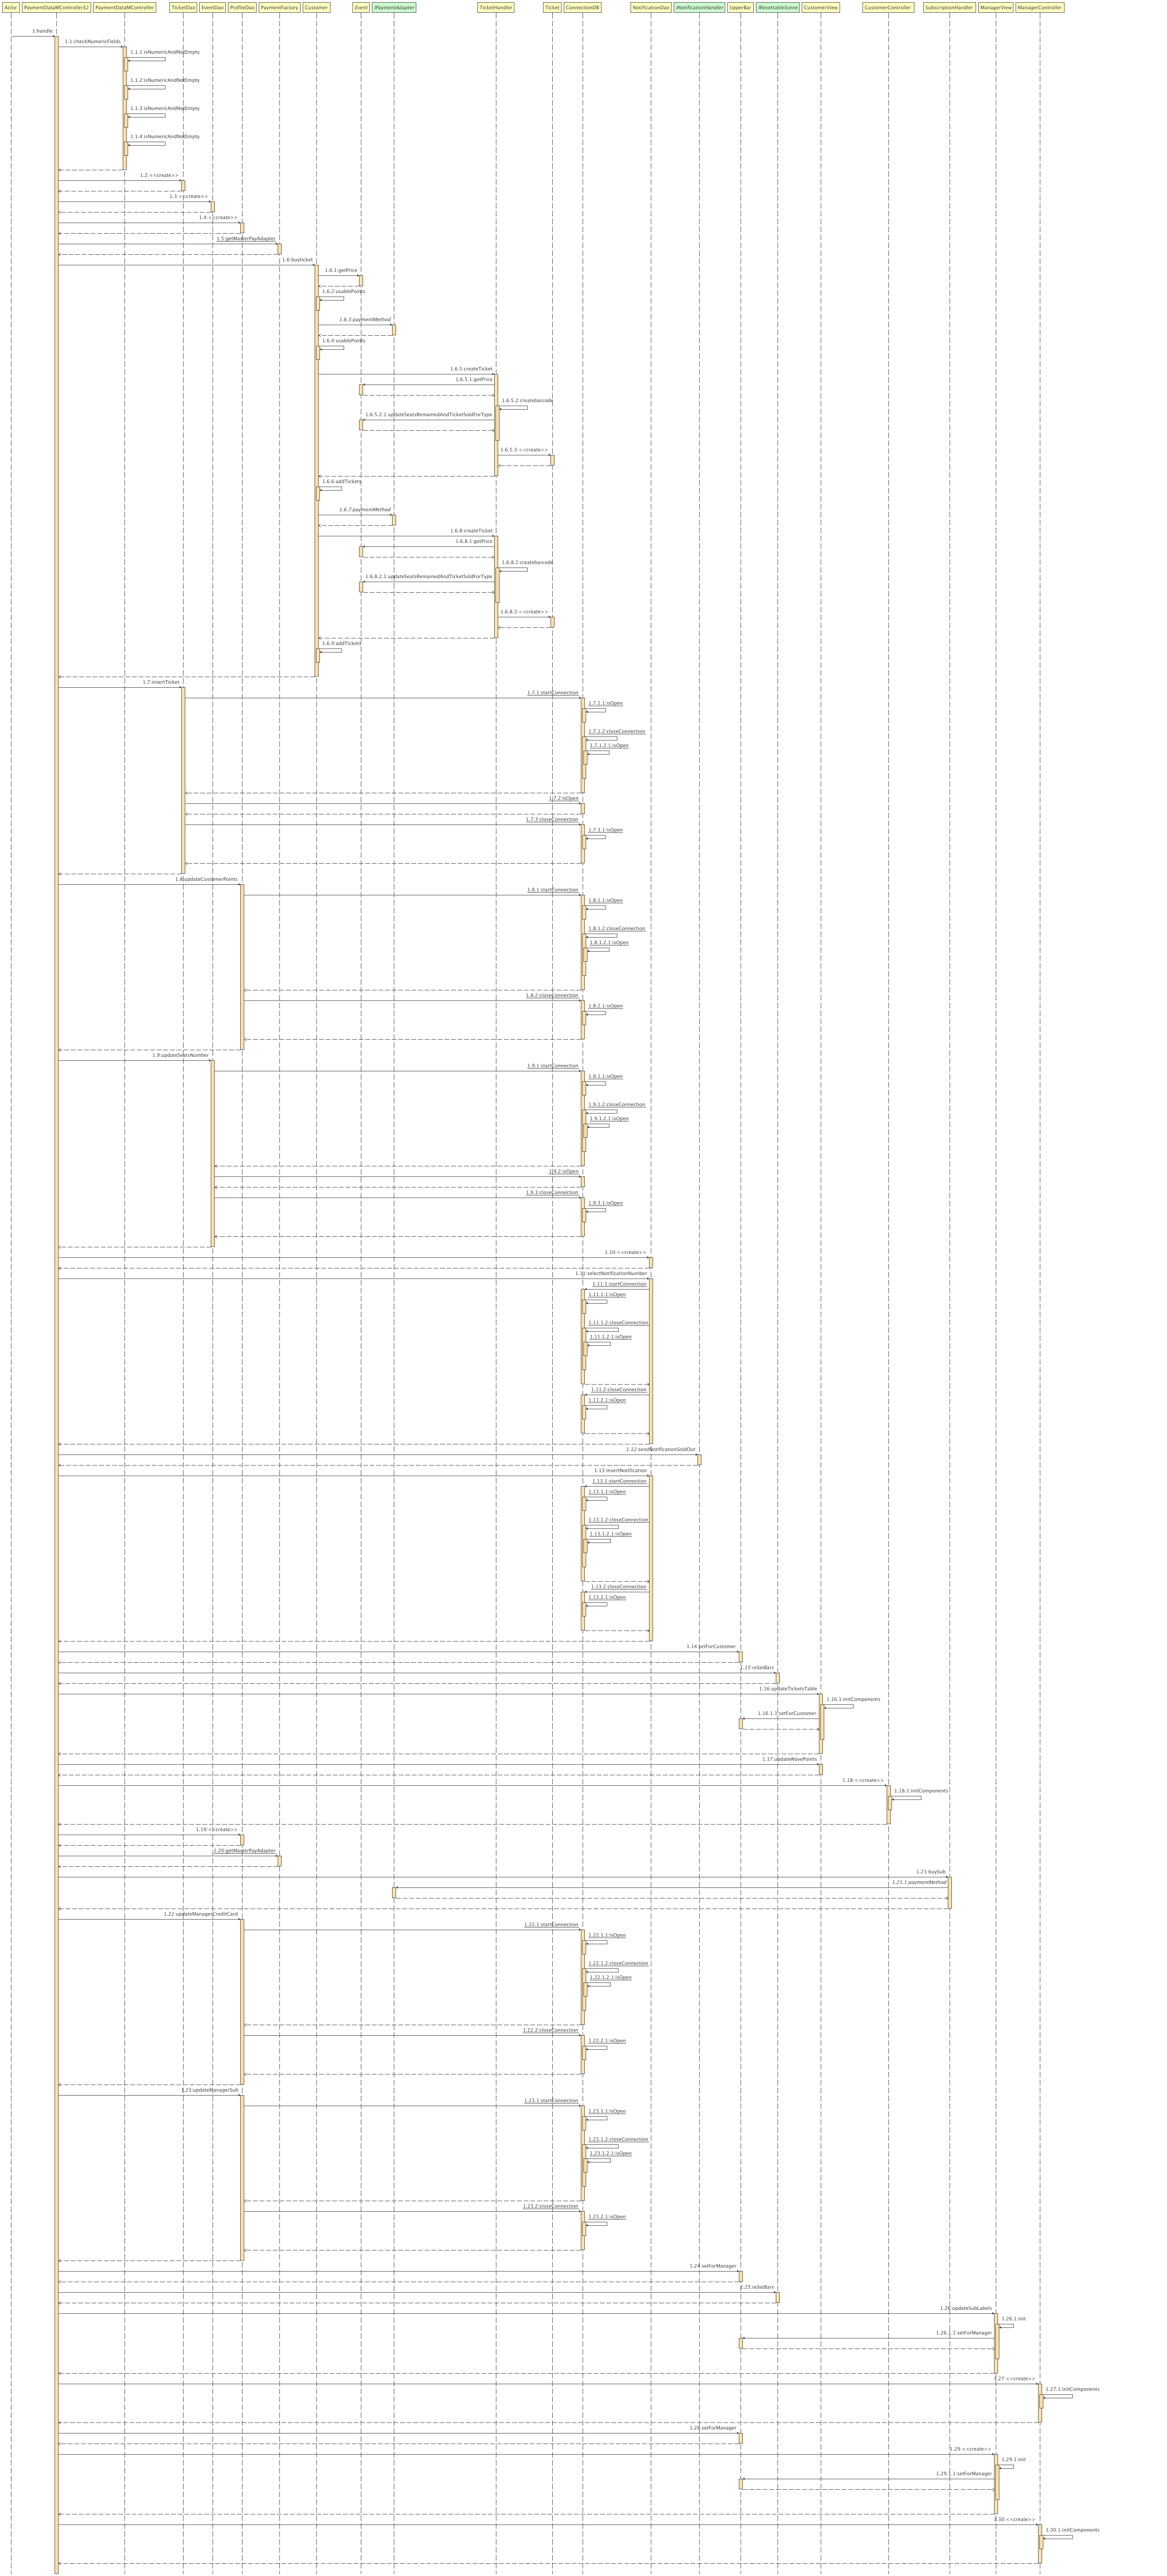 Actor
PaymentDataMController$2
PaymentDataMController
TicketDao
EventDao
ProfileDao
PaymentFactory
Customer
Event
IPaymentAdapter
TicketHandler
Ticket
ConnectionDB
NotificationDao
INotificationHandler
UpperBar
IResettableScene
CustomerView
CustomerController
SubscriptionHandler
ManagerView
ManagerController
1:handle
1.1:checkNumericFields
1.1.1:isNumericAndNotEmpty
1.1.2:isNumericAndNotEmpty
1.1.3:isNumericAndNotEmpty
1.1.4:isNumericAndNotEmpty
1.2:<<create>>
1.3:<<create>>
1.4:<<create>>
1.5:getMasterPayAdapter
1.6:buyticket
1.6.1:getPrice
1.6.2:usablePoints
1.6.3:paymentMethod
1.6.4:usablePoints
1.6.5:createTicket
1.6.5.1:getPrice
1.6.5.2:createbarcode
1.6.5.2.1:updateSeatsRemainedAndTicketSoldForType
1.6.5.3:<<create>>
1.6.6:addTickets
1.6.7:paymentMethod
1.6.8:createTicket
1.6.8.1:getPrice
1.6.8.2:createbarcode
1.6.8.2.1:updateSeatsRemainedAndTicketSoldForType
1.6.8.3:<<create>>
1.6.9:addTickets
1.7:insertTicket
1.7.1:startConnection
1.7.1.1:isOpen
1.7.1.2:closeConnection
1.7.1.2.1:isOpen
1.7.2:isOpen
1.7.3:closeConnection
1.7.3.1:isOpen
1.8:updateCustomerPoints
1.8.1:startConnection
1.8.1.1:isOpen
1.8.1.2:closeConnection
1.8.1.2.1:isOpen
1.8.2:closeConnection
1.8.2.1:isOpen
1.9:updateSeatsNumber
1.9.1:startConnection
1.9.1.1:isOpen
1.9.1.2:closeConnection
1.9.1.2.1:isOpen
1.9.2:isOpen
1.9.3:closeConnection
1.9.3.1:isOpen
1.10:<<create>>
1.11:selectNotificationNumber
1.11.1:startConnection
1.11.1.1:isOpen
1.11.1.2:closeConnection
1.11.1.2.1:isOpen
1.11.2:closeConnection
1.11.2.1:isOpen
1.12:sendNotificationSoldOut
1.13:insertNotification
1.13.1:startConnection
1.13.1.1:isOpen
1.13.1.2:closeConnection
1.13.1.2.1:isOpen
1.13.2:closeConnection
1.13.2.1:isOpen
1.14:setForCustomer
1.15:reSetBars
1.16:updateTicketsTable
1.16.1:initComponents
1.16.1.1:setForCustomer
1.17:updateWavePoints
1.18:<<create>>
1.18.1:initComponents
1.19:<<create>>
1.20:getMasterPayAdapter
1.21:buySub
1.21.1:paymentMethod
1.22:updateManagerCreditCard
1.22.1:startConnection
1.22.1.1:isOpen
1.22.1.2:closeConnection
1.22.1.2.1:isOpen
1.22.2:closeConnection
1.22.2.1:isOpen
1.23:updateManagerSub
1.23.1:startConnection
1.23.1.1:isOpen
1.23.1.2:closeConnection
1.23.1.2.1:isOpen
1.23.2:closeConnection
1.23.2.1:isOpen
1.24:setForManager
1.25:reSetBars
1.26:updateSubLabels
1.26.1:init
1.26.1.1:setForManager
1.27:<<create>>
1.27.1:initComponents
1.28:setForManager
1.29:<<create>>
1.29.1:init
1.29.1.1:setForManager
1.30:<<create>>
1.30.1:initComponents